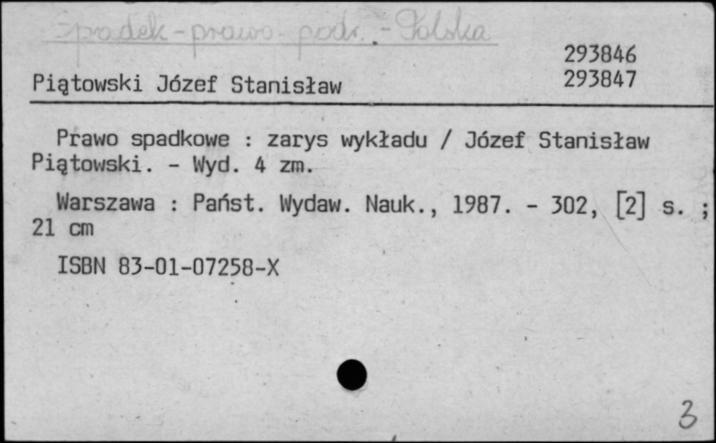 spadek - prawo - podr. - Polska
293846
Piątowski Józef Stanisław 293847
Prawo spadkowe : zarys wykładu / Józef Stanisław
Piątowski. - Wyd. 4 zm.
Warszawa : Państ. Wydaw. Nauk., 1987. - 302, [2] s. ;
21 cm
ISBN 83-01-07258-X
3